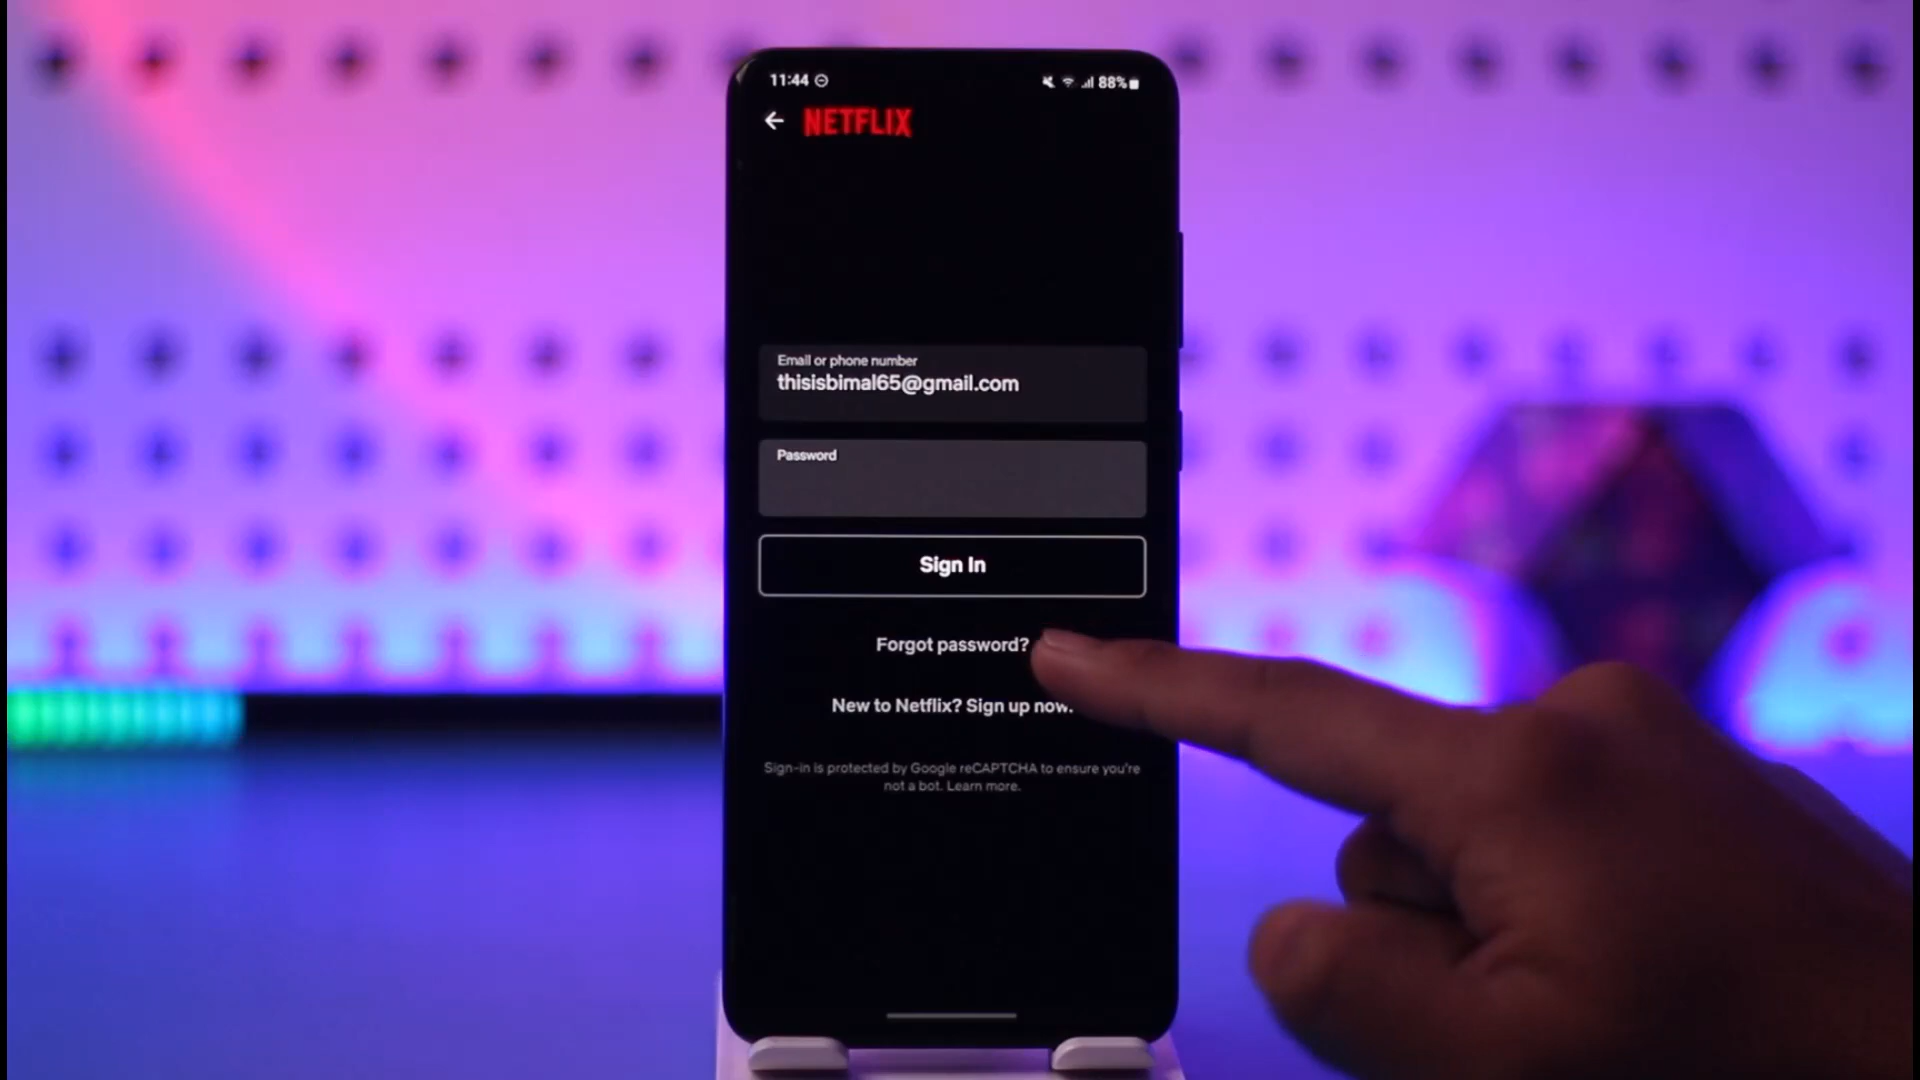 11:44
88%
NETFLIX
Email or phone number
thisisbimal65@gmail.com
Password
Sign In
Forgot password?
New to Netflix? Sign up now.
Sign-in is protected by Google reCAPTCHA to ensure you're
not a bot. Learn more.